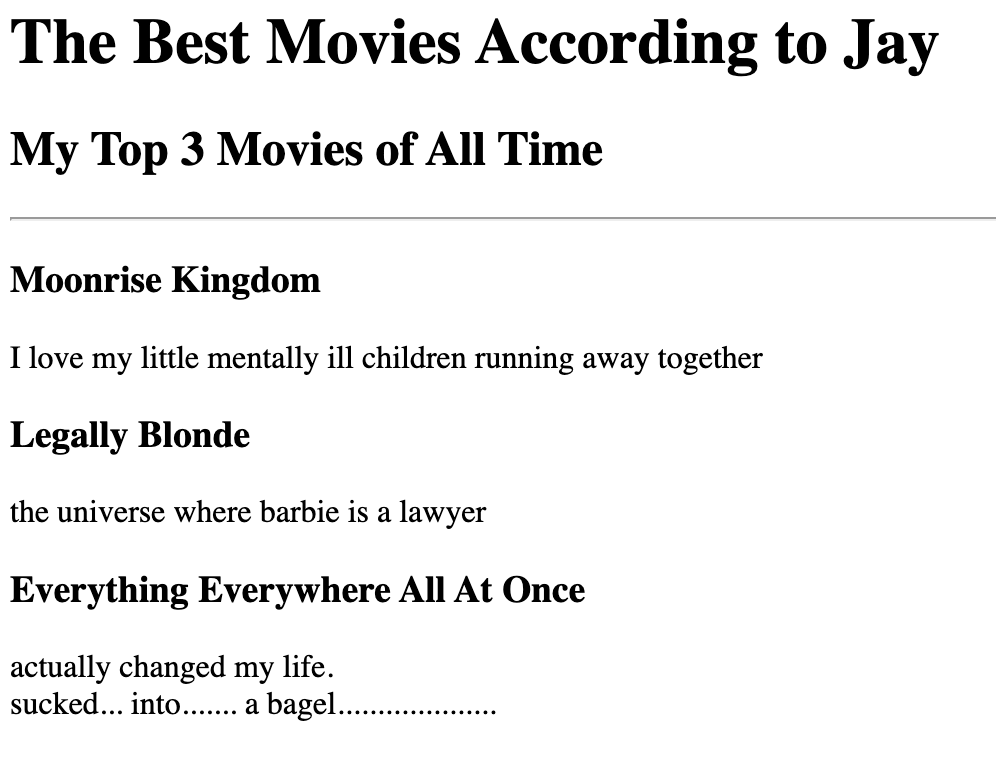 The Best Movies According to Jay
My Top 3 Movies of All Time
Moonrise Kingdom
I love my little mentally ill children running away together
Legally Blonde
the universe where barbie is a lawyer
Everything Everywhere All At Once
actually changed my life.
sucked... into....... a bagel....................